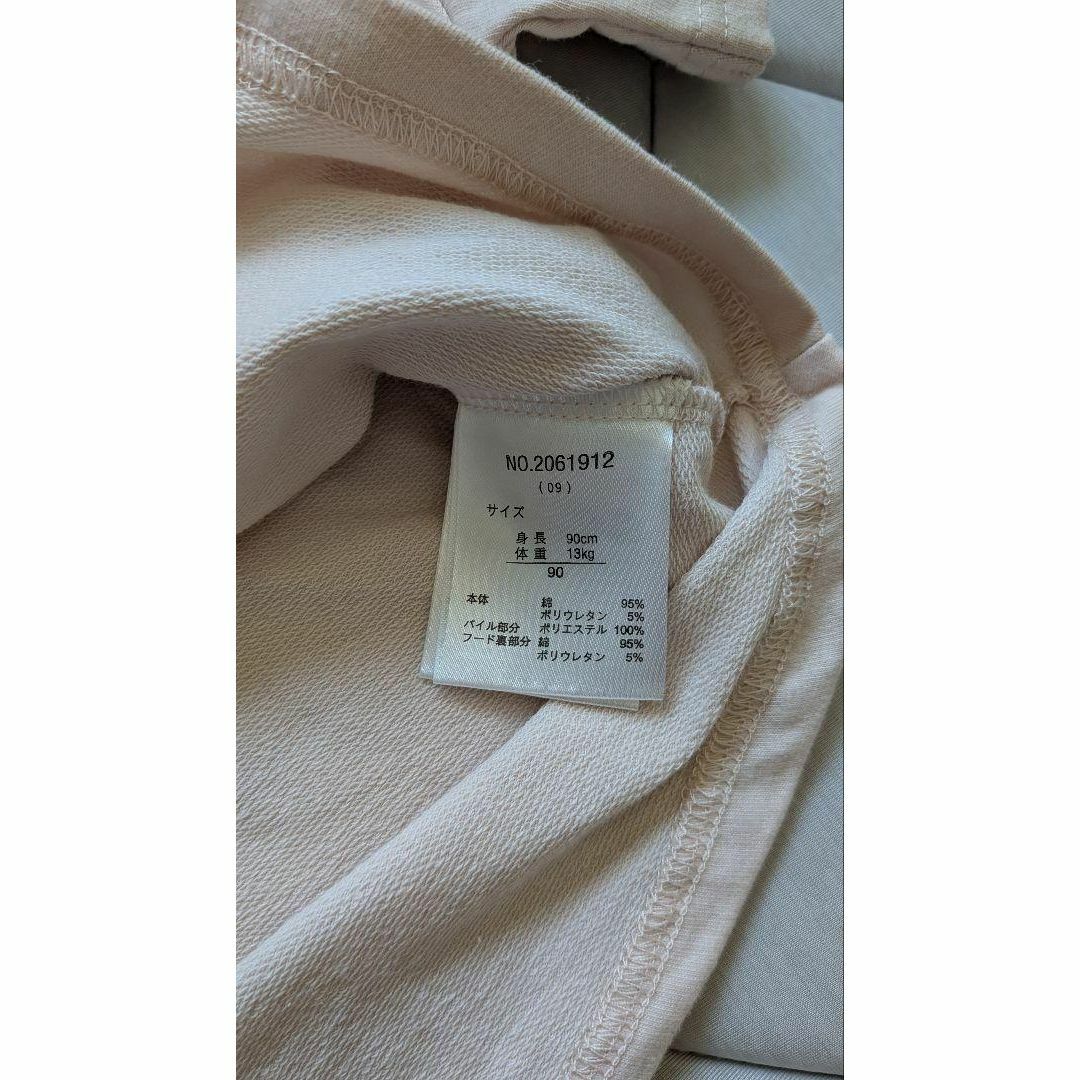 NO.2061912
(09)
サイズ
身長 90cm
体重 13kg
90
本体 綿 95%
ポリウレタン 5%
パイル部分 ポリエステル 100%
フード裏部分 綿 95%
ポリウレタン 5%